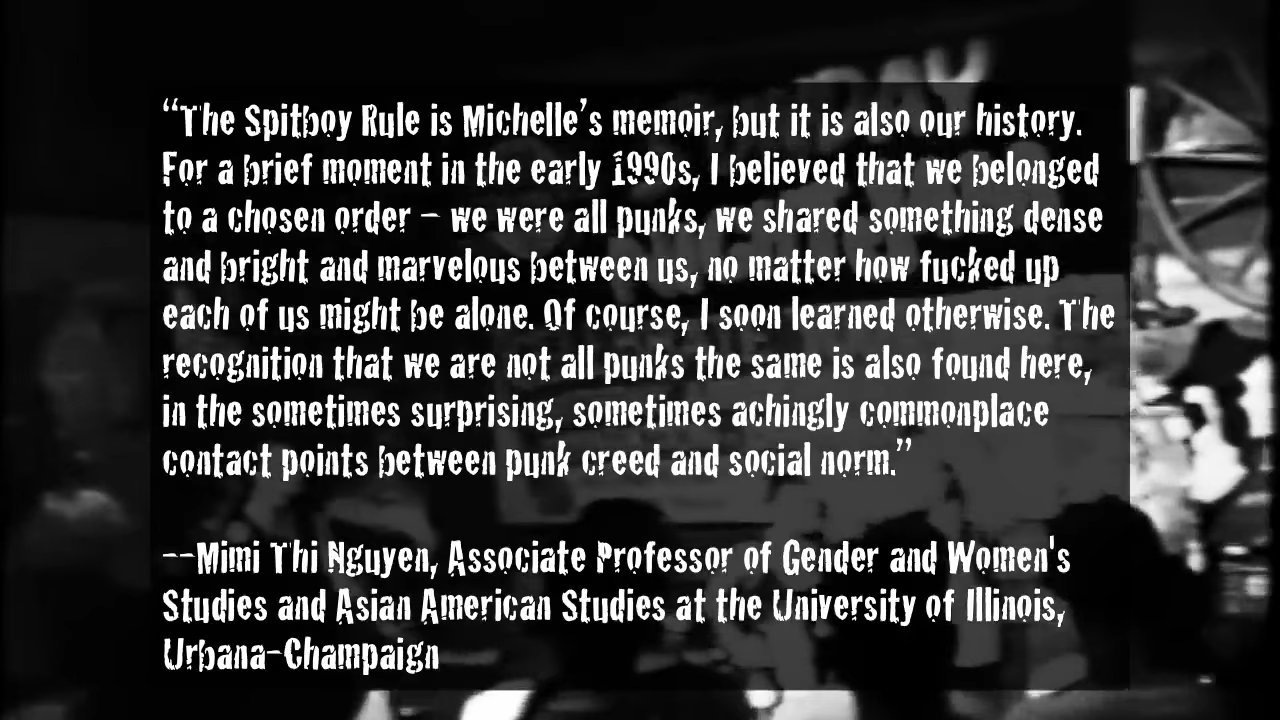 “The Spitboy Rule is Michelle’s memoir, but it is also our history.
For a brief moment in the early 1990s, I believed that we belonged
to a chosen order – we were all punks, we shared something dense
and bright and marvelous between us, no matter how fucked up
each of us might be alone. Of course, I soon learned otherwise. The
recognition that we are not all punks the same is also found here,
in the sometimes surprising, sometimes achingly commonplace
contact points between punk creed and social norm.”
--Mimi Thi Nguyen, Associate Professor of Gender and Women's
Studies and Asian American Studies at the University of Illinois,
Urbana-Champaign